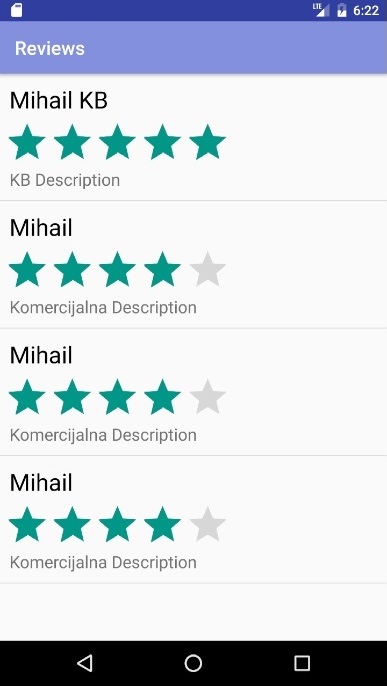 LTE 6:22
Reviews
Mihail KB
KB Description
Mihail
Komercijalna Description
Mihail
Komercijalna Description
Mihail
Komercijalna Description